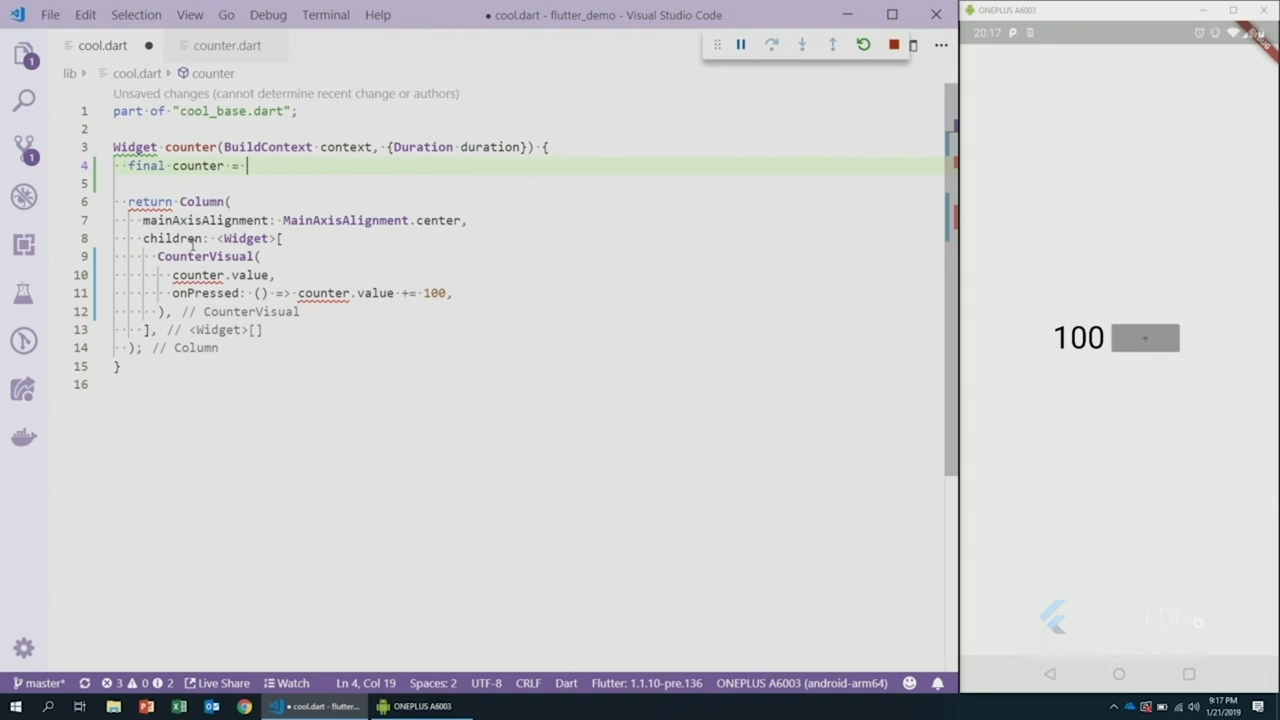 File Edit Selection View Go Debug Terminal Help
● cool.dart - flutter_demo - Visual Studio Code
ONEPLUS A6003
20:17
cool.dart ●
counter.dart
lib
cool.dart
counter
Unsaved changes (cannot determine recent change or authors)
1 part of "cool_base.dart";
2
3 Widget counter(BuildContext context, {Duration duration}) {
4 final counter =
5
6 return Column(
7 mainAxisAlignment: MainAxisAlignment.center,
8 children: <Widget>[
9 CounterVisual(
10 counter.value,
11 onPressed: () => counter.value += 100,
12 ), // CounterVisual
13 ], // <Widget>[]
14 ); // Column
15 }
16
1
1
100 +
LDN
master* 3 0 2 Live Share Watch Ln 4, Col 19 Spaces: 2 UTF-8 CRLF Dart Flutter: 1.1.10-pre.136 ONEPLUS A6003 (android-arm64)
● cool.dart - flutter...
ONEPLUS A6003
9:17 PM
1/21/2019